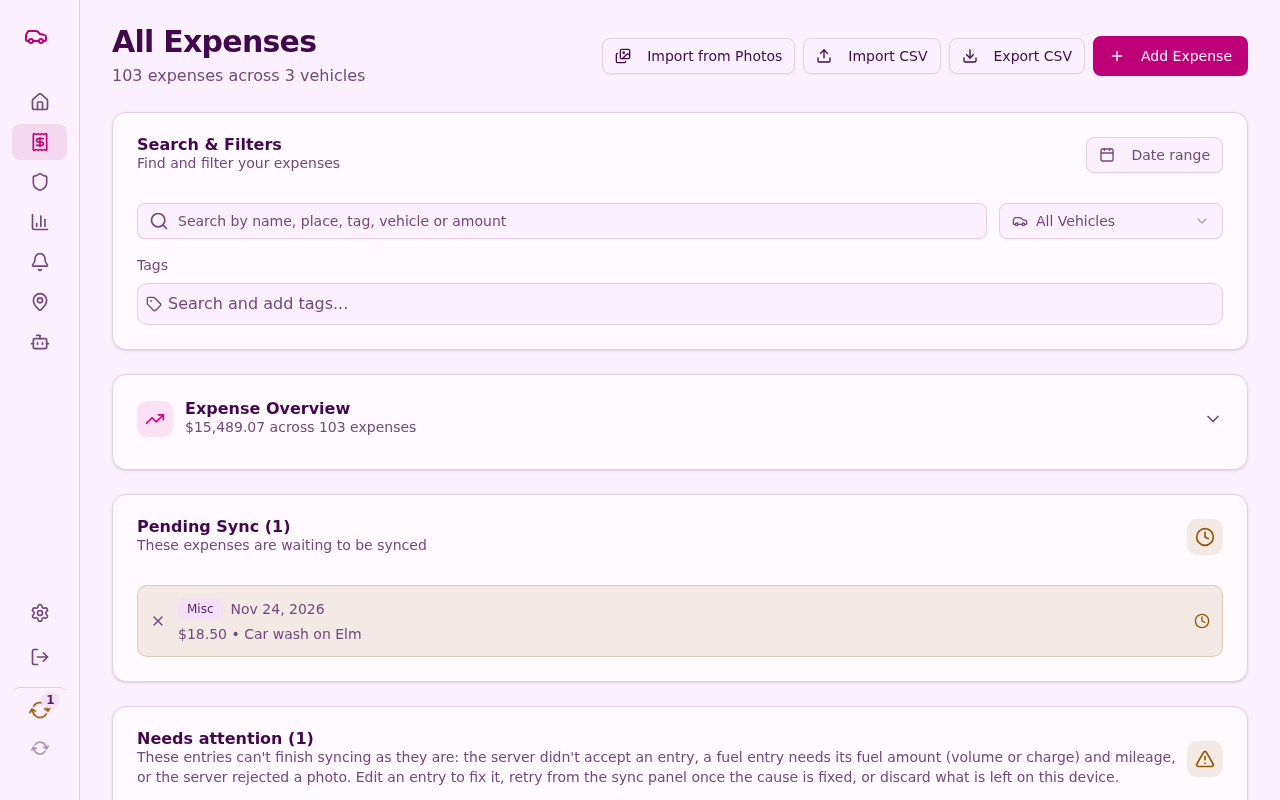 All Expenses
103 expenses across 3 vehicles
Import from Photos
Import CSV
Export CSV
Add Expense
Search & Filters
Find and filter your expenses
Date range
Search by name, place, tag, vehicle or amount
All Vehicles
Tags
Search and add tags...
Expense Overview
$15,489.07 across 103 expenses
Pending Sync (1)
These expenses are waiting to be synced
Misc
Nov 24, 2026
$18.50 • Car wash on Elm
1
Needs attention (1)
These entries can't finish syncing as they are: the server didn't accept an entry, a fuel entry needs its fuel amount (volume or charge) and mileage,
or the server rejected a photo. Edit an entry to fix it, retry from the sync panel once the cause is fixed, or discard what is left on this device.